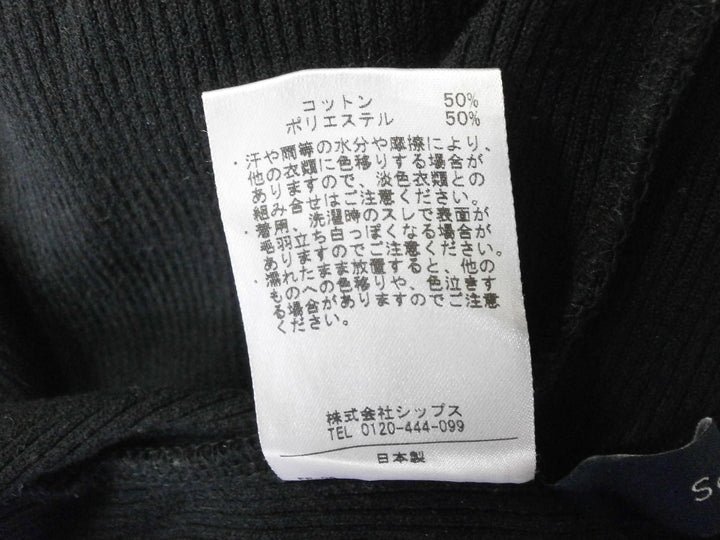 コットン 50%
ポリエステル 50%
・汗や雨等の水分や摩擦により、
他の衣類に色移りする場合が
ありますので、淡色衣類との
組み合せはご注意ください。
・着用、洗濯時のスレで表面が
毛羽立ち白っぽくなる場合が
ありますのでご注意ください。
・濡れたまま放置すると、他の
ものへの色移りや、色泣きす
る場合がありますのでご注意
ください。
株式会社シップス
TEL 0120-444-099
日本製